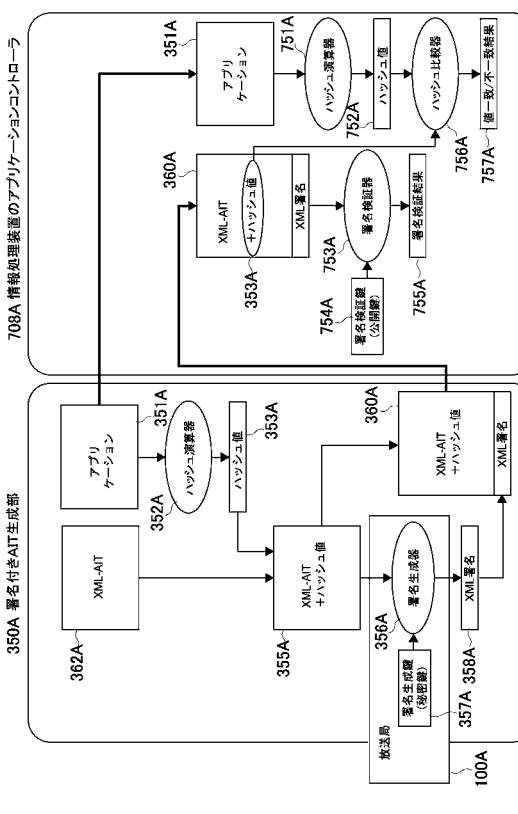 350A 署名付きAIT生成部
362A
XML-AIT
アプリ
ケーション
351A
352A
ハッシュ演算器
ハッシュ値
353A
355A
XML-AIT
+ハッシュ値
放送局
100A
署名生成鍵
(秘密鍵)
357A
356A
署名生成器
358A
XML署名
360A
XML-AIT
+ハッシュ値
XML署名
708A 情報処理装置のアプリケーションコントローラ
351A
アプリ
ケーション
751A
ハッシュ演算器
752A
ハッシュ値
360A
XML-AIT
+ハッシュ値
353A
XML署名
753A
署名検証器
754A
署名検証鍵
(公開鍵)
755A
署名検証結果
ハッシュ比較器
756A
値一致/不一致結果
757A